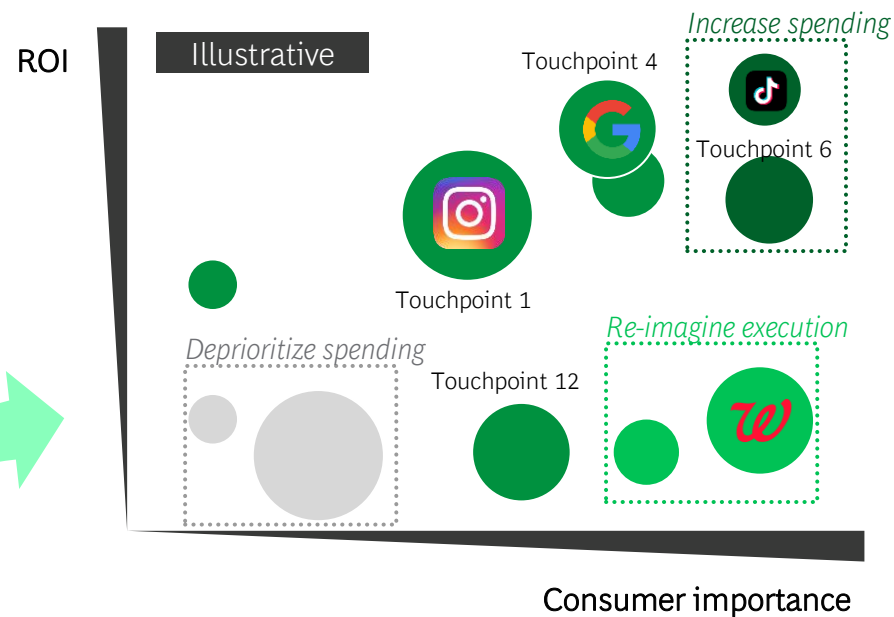 Increase spending
ROI
Illustrative
Touchpoint 4
Touchpoint 6
Touchpoint 1
Re-imagine execution
Deprioritize spending
Touchpoint 12
Consumer importance